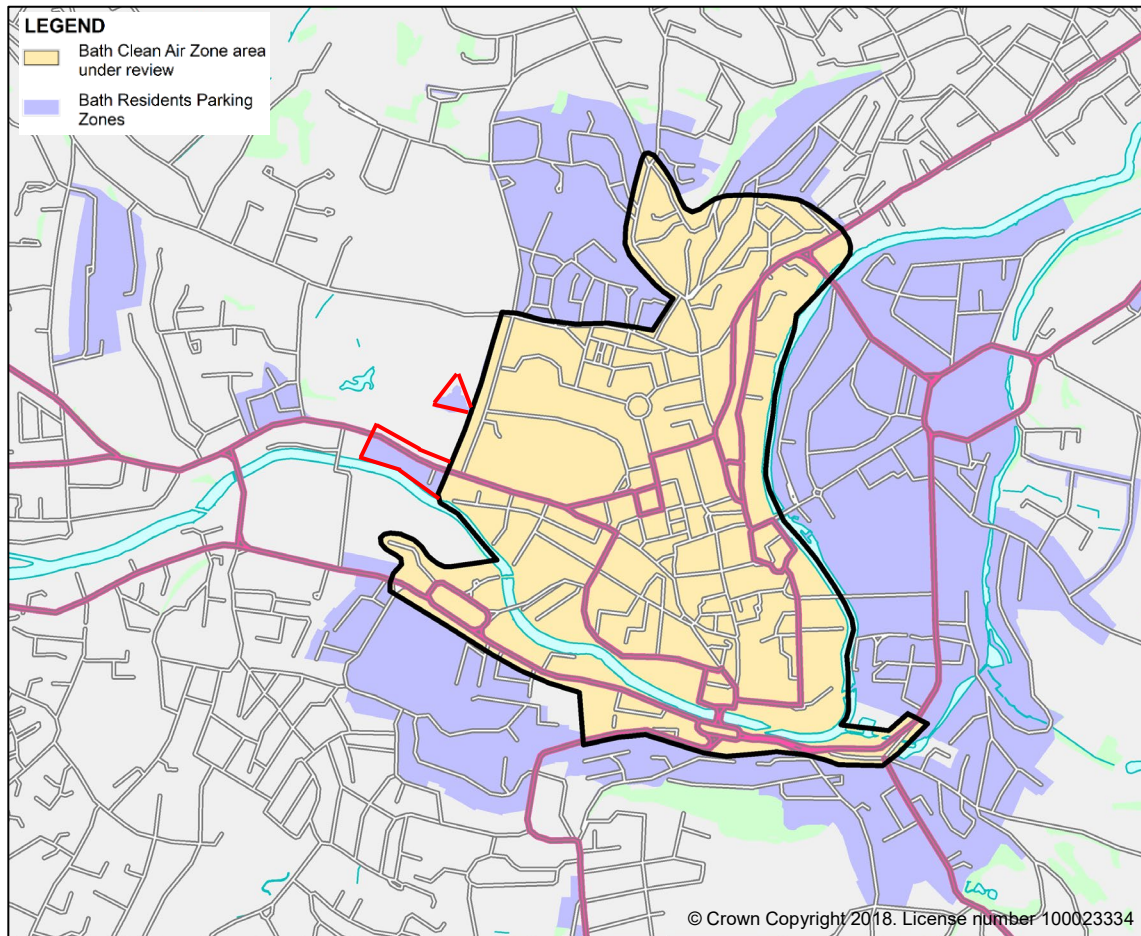 LEGEND
Bath Clean Air Zone area
under review
Bath Residents Parking
Zones
© Crown Copyright 2018. License number 100023334